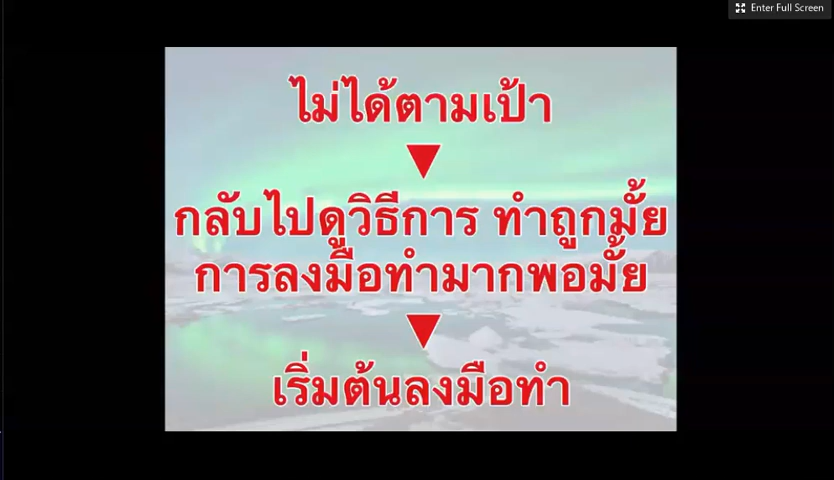 Enter Full Screen
ไม่ได้ตามเป้า
▼
กลับไปดูวิธีการ ทำถูกมั้ย
การลงมือทำมากพอมั้ย
▼
เริ่มต้นลงมือทำ